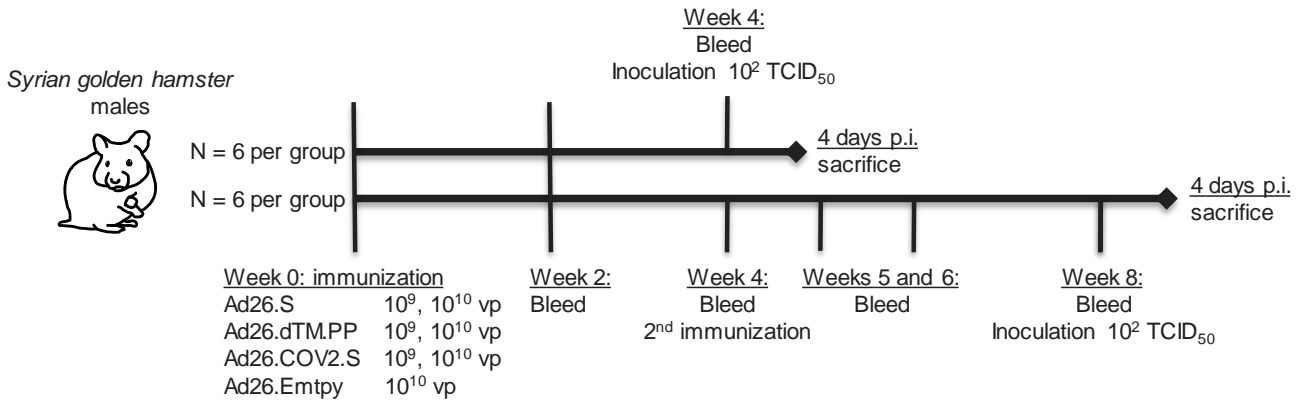 Week 4:
Bleed
Inoculation 10² TCID₅₀
Syrian golden hamster
males
N = 6 per group
4 days p.i.
sacrifice
N = 6 per group
4 days p.i.
sacrifice
Week 0: immunization
Ad26.S 10⁹, 10¹⁰ vp
Ad26.dTM.PP 10⁹, 10¹⁰ vp
Ad26.COV2.S 10⁹, 10¹⁰ vp
Ad26.Emtpy 10¹⁰ vp
Week 2:
Bleed
Week 4:
Bleed
2ⁿᵈ immunization
Weeks 5 and 6:
Bleed
Week 8:
Bleed
Inoculation 10² TCID₅₀